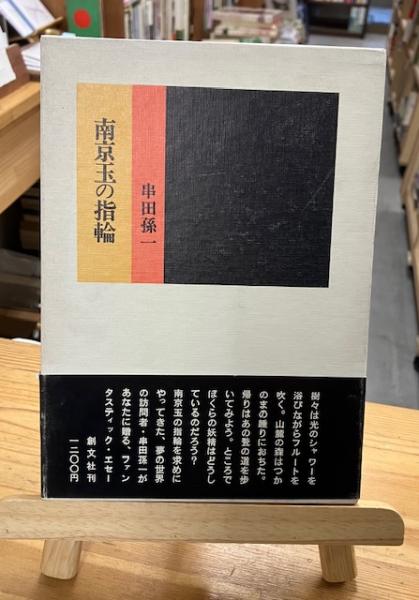 南京玉の指輪
串田孫一
樹々は光のシャワーを
浴びながらフルートを
吹く。山麓の森はつか
のまの踊りにおちた。
帰りはあの甃の道を歩
いてみよう。ところで
ぼくらの妖精はどうし
ているのだろう?
南京玉の指輪を求めに
やってきた、夢の世界
の訪問者・串田孫一が
あなたに贈る、ファン
タスティック・エセー
創文社刊
一二〇〇円